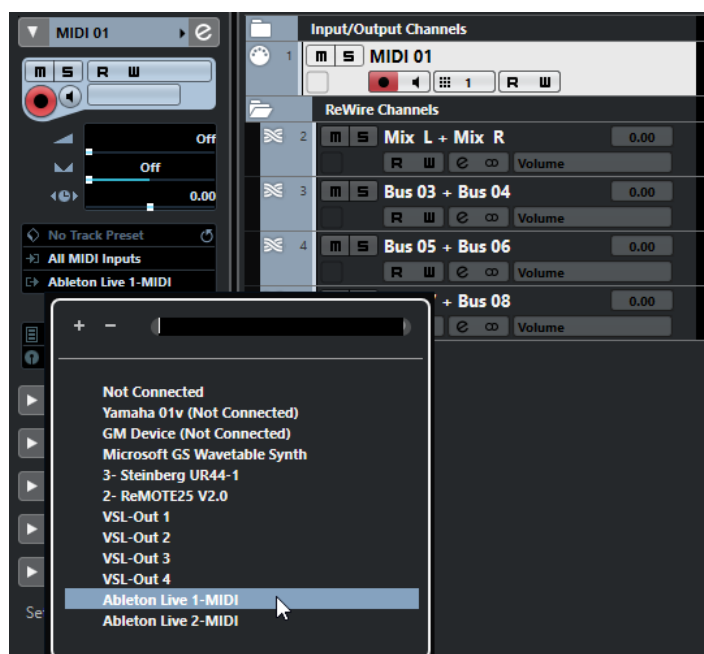 MIDI 01
m S R W
Off
Off
0.00
No Track Preset
All MIDI Inputs
Ableton Live 1-MIDI
Input/Output Channels
1 m S MIDI 01
1 R W
ReWire Channels
2 m S Mix L + Mix R 0.00
R W e Volume
3 m S Bus 03 + Bus 04 0.00
R W e Volume
4 m S Bus 05 + Bus 06 0.00
R W e Volume
+ Bus 08 0.00
e Volume
+ -
Not Connected
Yamaha 01v (Not Connected)
GM Device (Not Connected)
Microsoft GS Wavetable Synth
3- Steinberg UR44-1
2- ReMOTE25 V2.0
VSL-Out 1
VSL-Out 2
VSL-Out 3
VSL-Out 4
Ableton Live 1-MIDI
Ableton Live 2-MIDI